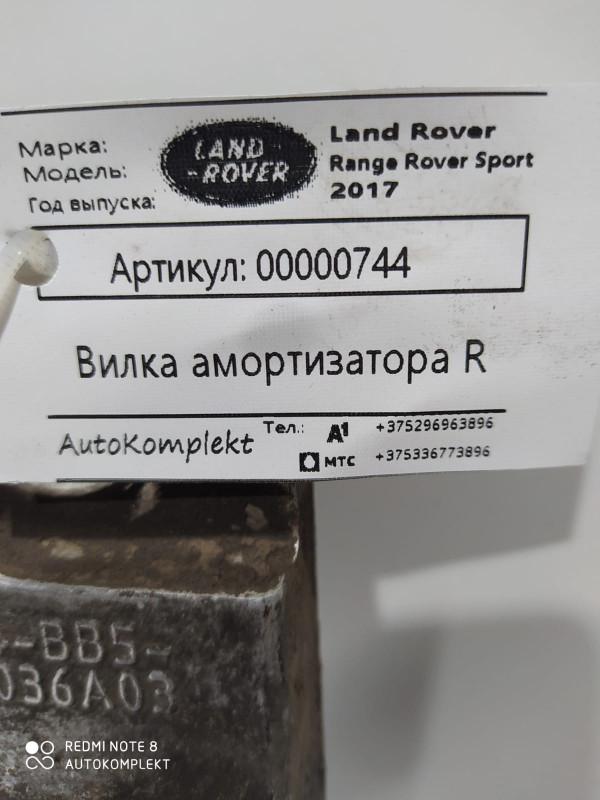 Марка:
LAND
-ROVER
Land Rover
Модель:
Range Rover Sport
Год выпуска:
2017
Артикул: 00000744
Вилка амортизатора R
AutoKomplekt
Тел.:
A1
+375296963896
МТС
+375336773896
-BB5-
036A03
REDMI NOTE 8
AUTOKOMPLEKT